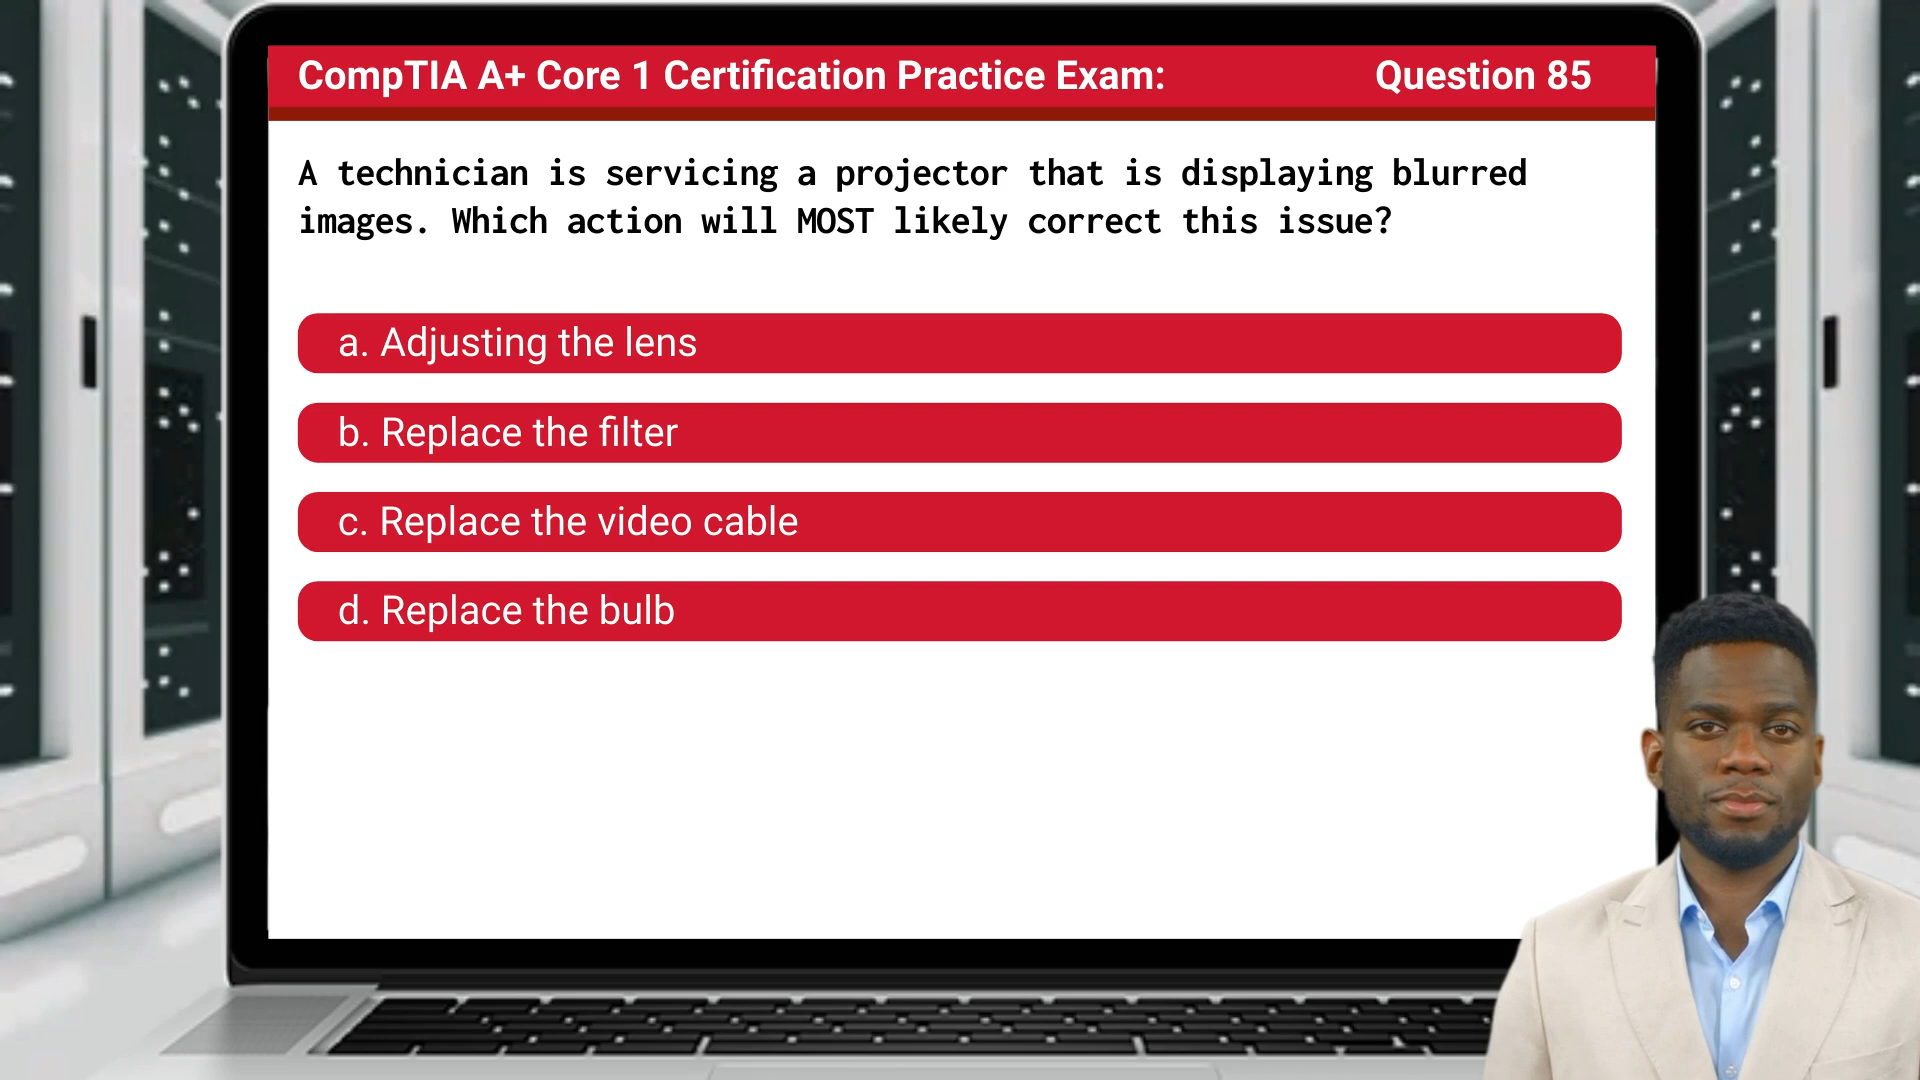 CompTIA A+ Core 1 Certification Practice Exam: Question 85
A technician is servicing a projector that is displaying blurred
images. Which action will MOST likely correct this issue?
a. Adjusting the lens
b. Replace the filter
c. Replace the video cable
d. Replace the bulb